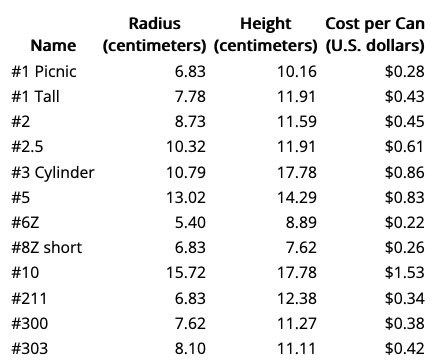 Radius Height Cost per Can
Name (centimeters) (centimeters) (U.S. dollars)
#1 Picnic 6.83 10.16 $0.28
#1 Tall 7.78 11.91 $0.43
#2 8.73 11.59 $0.45
#2.5 10.32 11.91 $0.61
#3 Cylinder 10.79 17.78 $0.86
#5 13.02 14.29 $0.83
#6Z 5.40 8.89 $0.22
#8Z short 6.83 7.62 $0.26
#10 15.72 17.78 $1.53
#211 6.83 12.38 $0.34
#300 7.62 11.27 $0.38
#303 8.10 11.11 $0.42